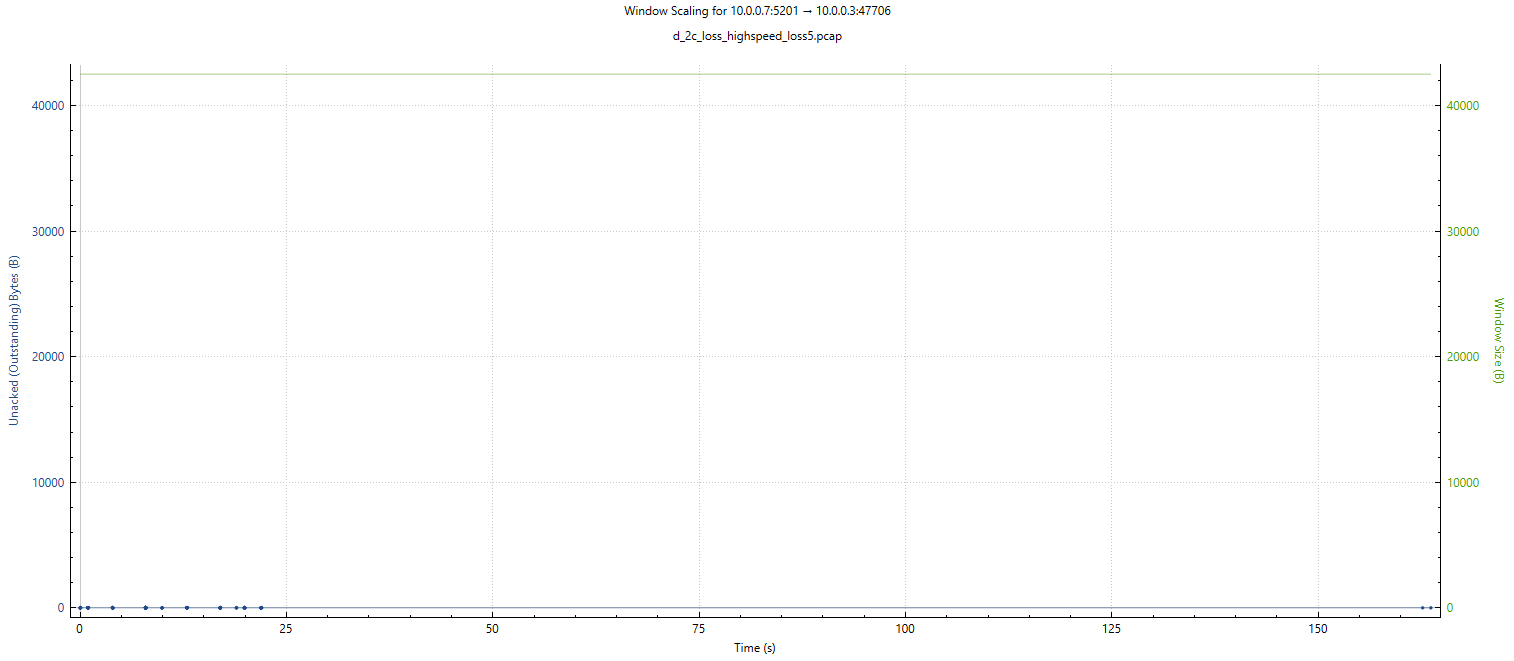 Window Scaling for 10.0.0.7:5201 → 10.0.0.3:47706
d_2c_loss_highspeed_loss5.pcap
Unacked (Outstanding) Bytes (B)
40000
30000
20000
10000
0
40000
30000
20000
10000
0
Window Size (B)
0 25 50 75 100 125 150
Time (s)